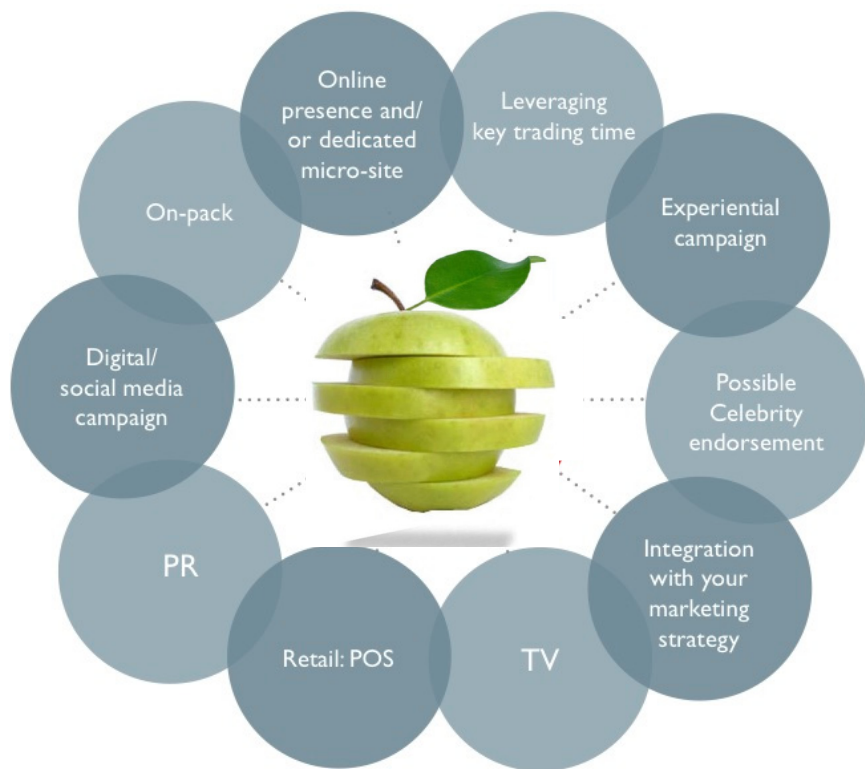 Online
presence and/
or dedicated
micro-site
Leveraging
key trading time
Experiential
campaign
Possible
Celebrity
endorsement
Integration
with your
marketing
strategy
TV
Retail: POS
PR
Digital/
social media
campaign
On-pack